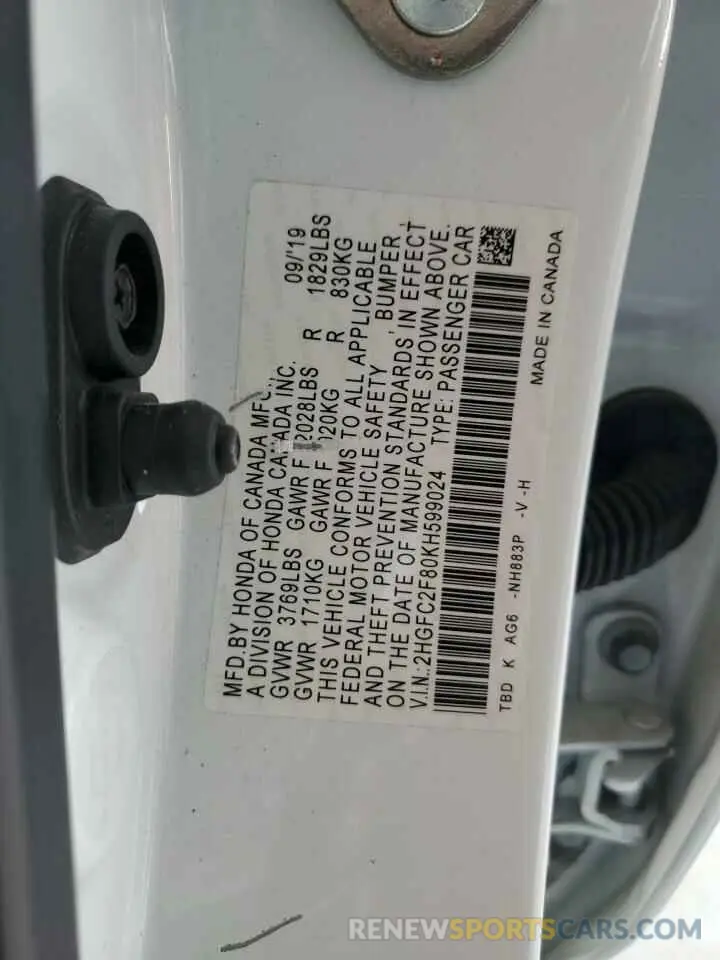 MFD.BY HONDA OF CANADA MFG., 09/'19
A DIVISION OF HONDA CANADA INC.
GVWR 3769LBS GAWR F 2028LBS R 1829LBS
GVWR 1710KG GAWR F 920KG R 830KG
THIS VEHICLE CONFORMS TO ALL APPLICABLE
FEDERAL MOTOR VEHICLE SAFETY, BUMPER,
AND THEFT PREVENTION STANDARDS IN EFFECT
ON THE DATE OF MANUFACTURE SHOWN ABOVE.
V.I.N.:2HGFC2F80KH599024 TYPE: PASSENGER CAR
TBD K AG6 -NH883P -V -H MADE IN CANADA
RENEWSPORTSCARS.COM